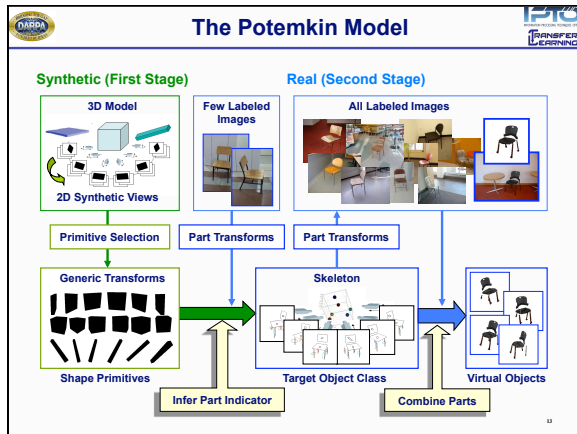 DARPA
The Potemkin Model
IPTO
TRANSFER
LEARNING
Synthetic (First Stage)
Real (Second Stage)
3D Model
2D Synthetic Views
Few Labeled
Images
All Labeled Images
Primitive Selection
Part Transforms
Part Transforms
Generic Transforms
Shape Primitives
Skeleton
Target Object Class
Virtual Objects
Infer Part Indicator
Combine Parts